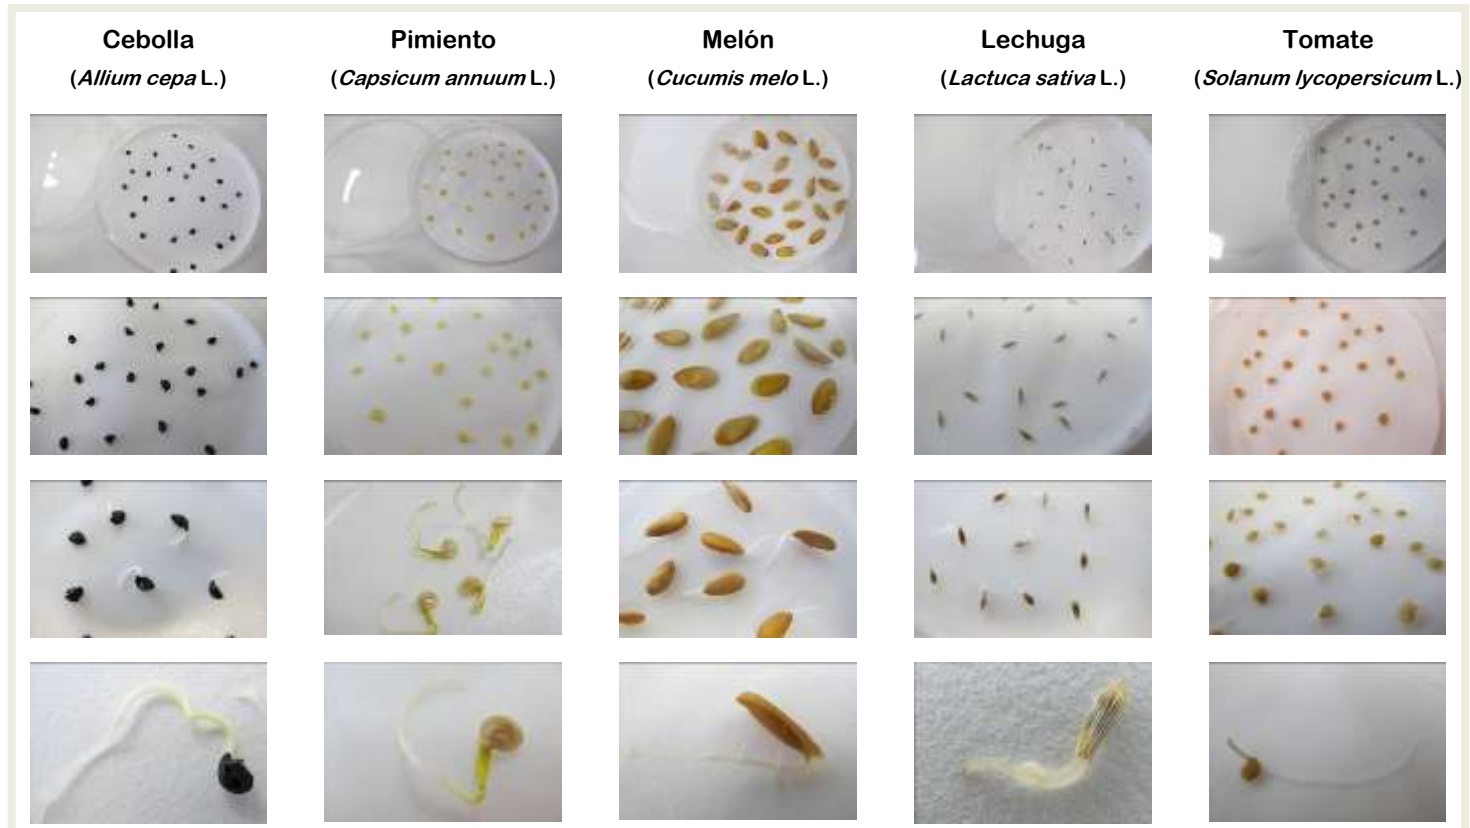 Cebolla
(Allium cepa L.)
Pimiento
(Capsicum annuum L.)
Melón
(Cucumis melo L.)
Lechuga
(Lactuca sativa L.)
Tomate
(Solanum lycopersicum L.)